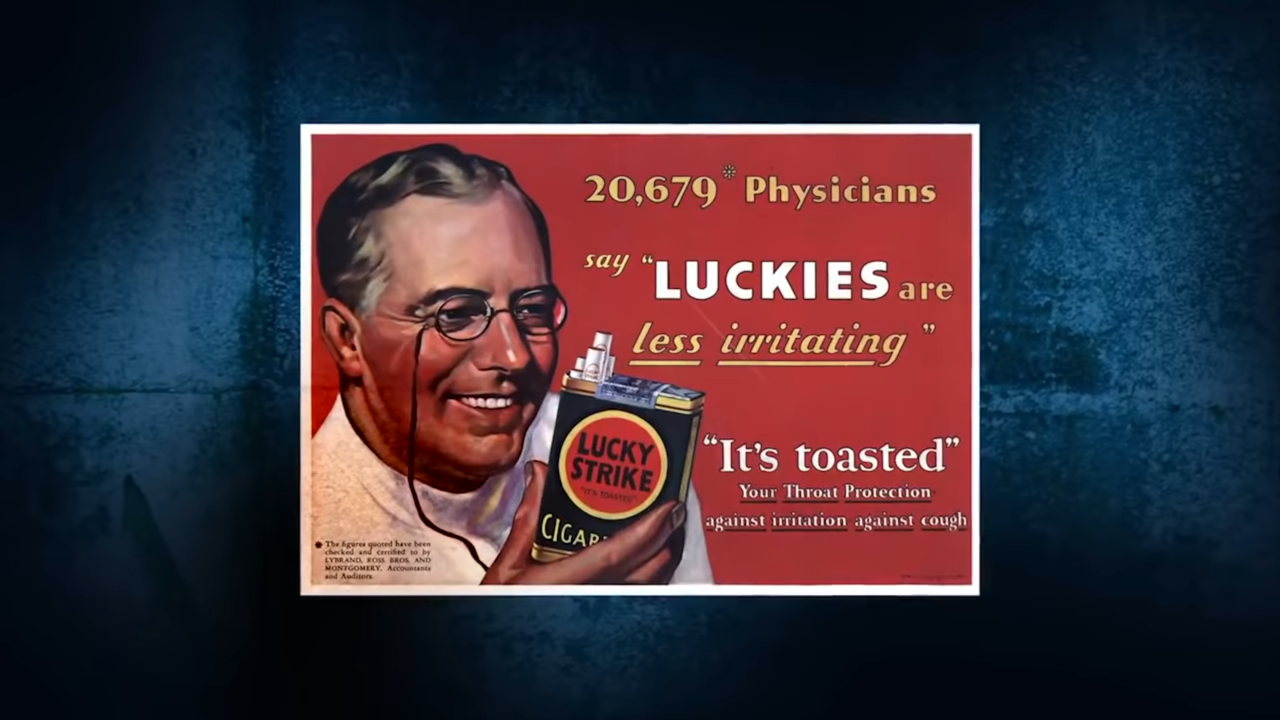 20,679* Physicians
say “LUCKIES are
less irritating”
LUCKY
STRIKE
"IT'S TOASTED"
CIGAR
“It's toasted”
Your Throat Protection
against irritation against cough
* The figures quoted have been
checked and certified to by
LYBRAND, ROSS BROS. AND
MONTGOMERY, Accountants
and Auditors.